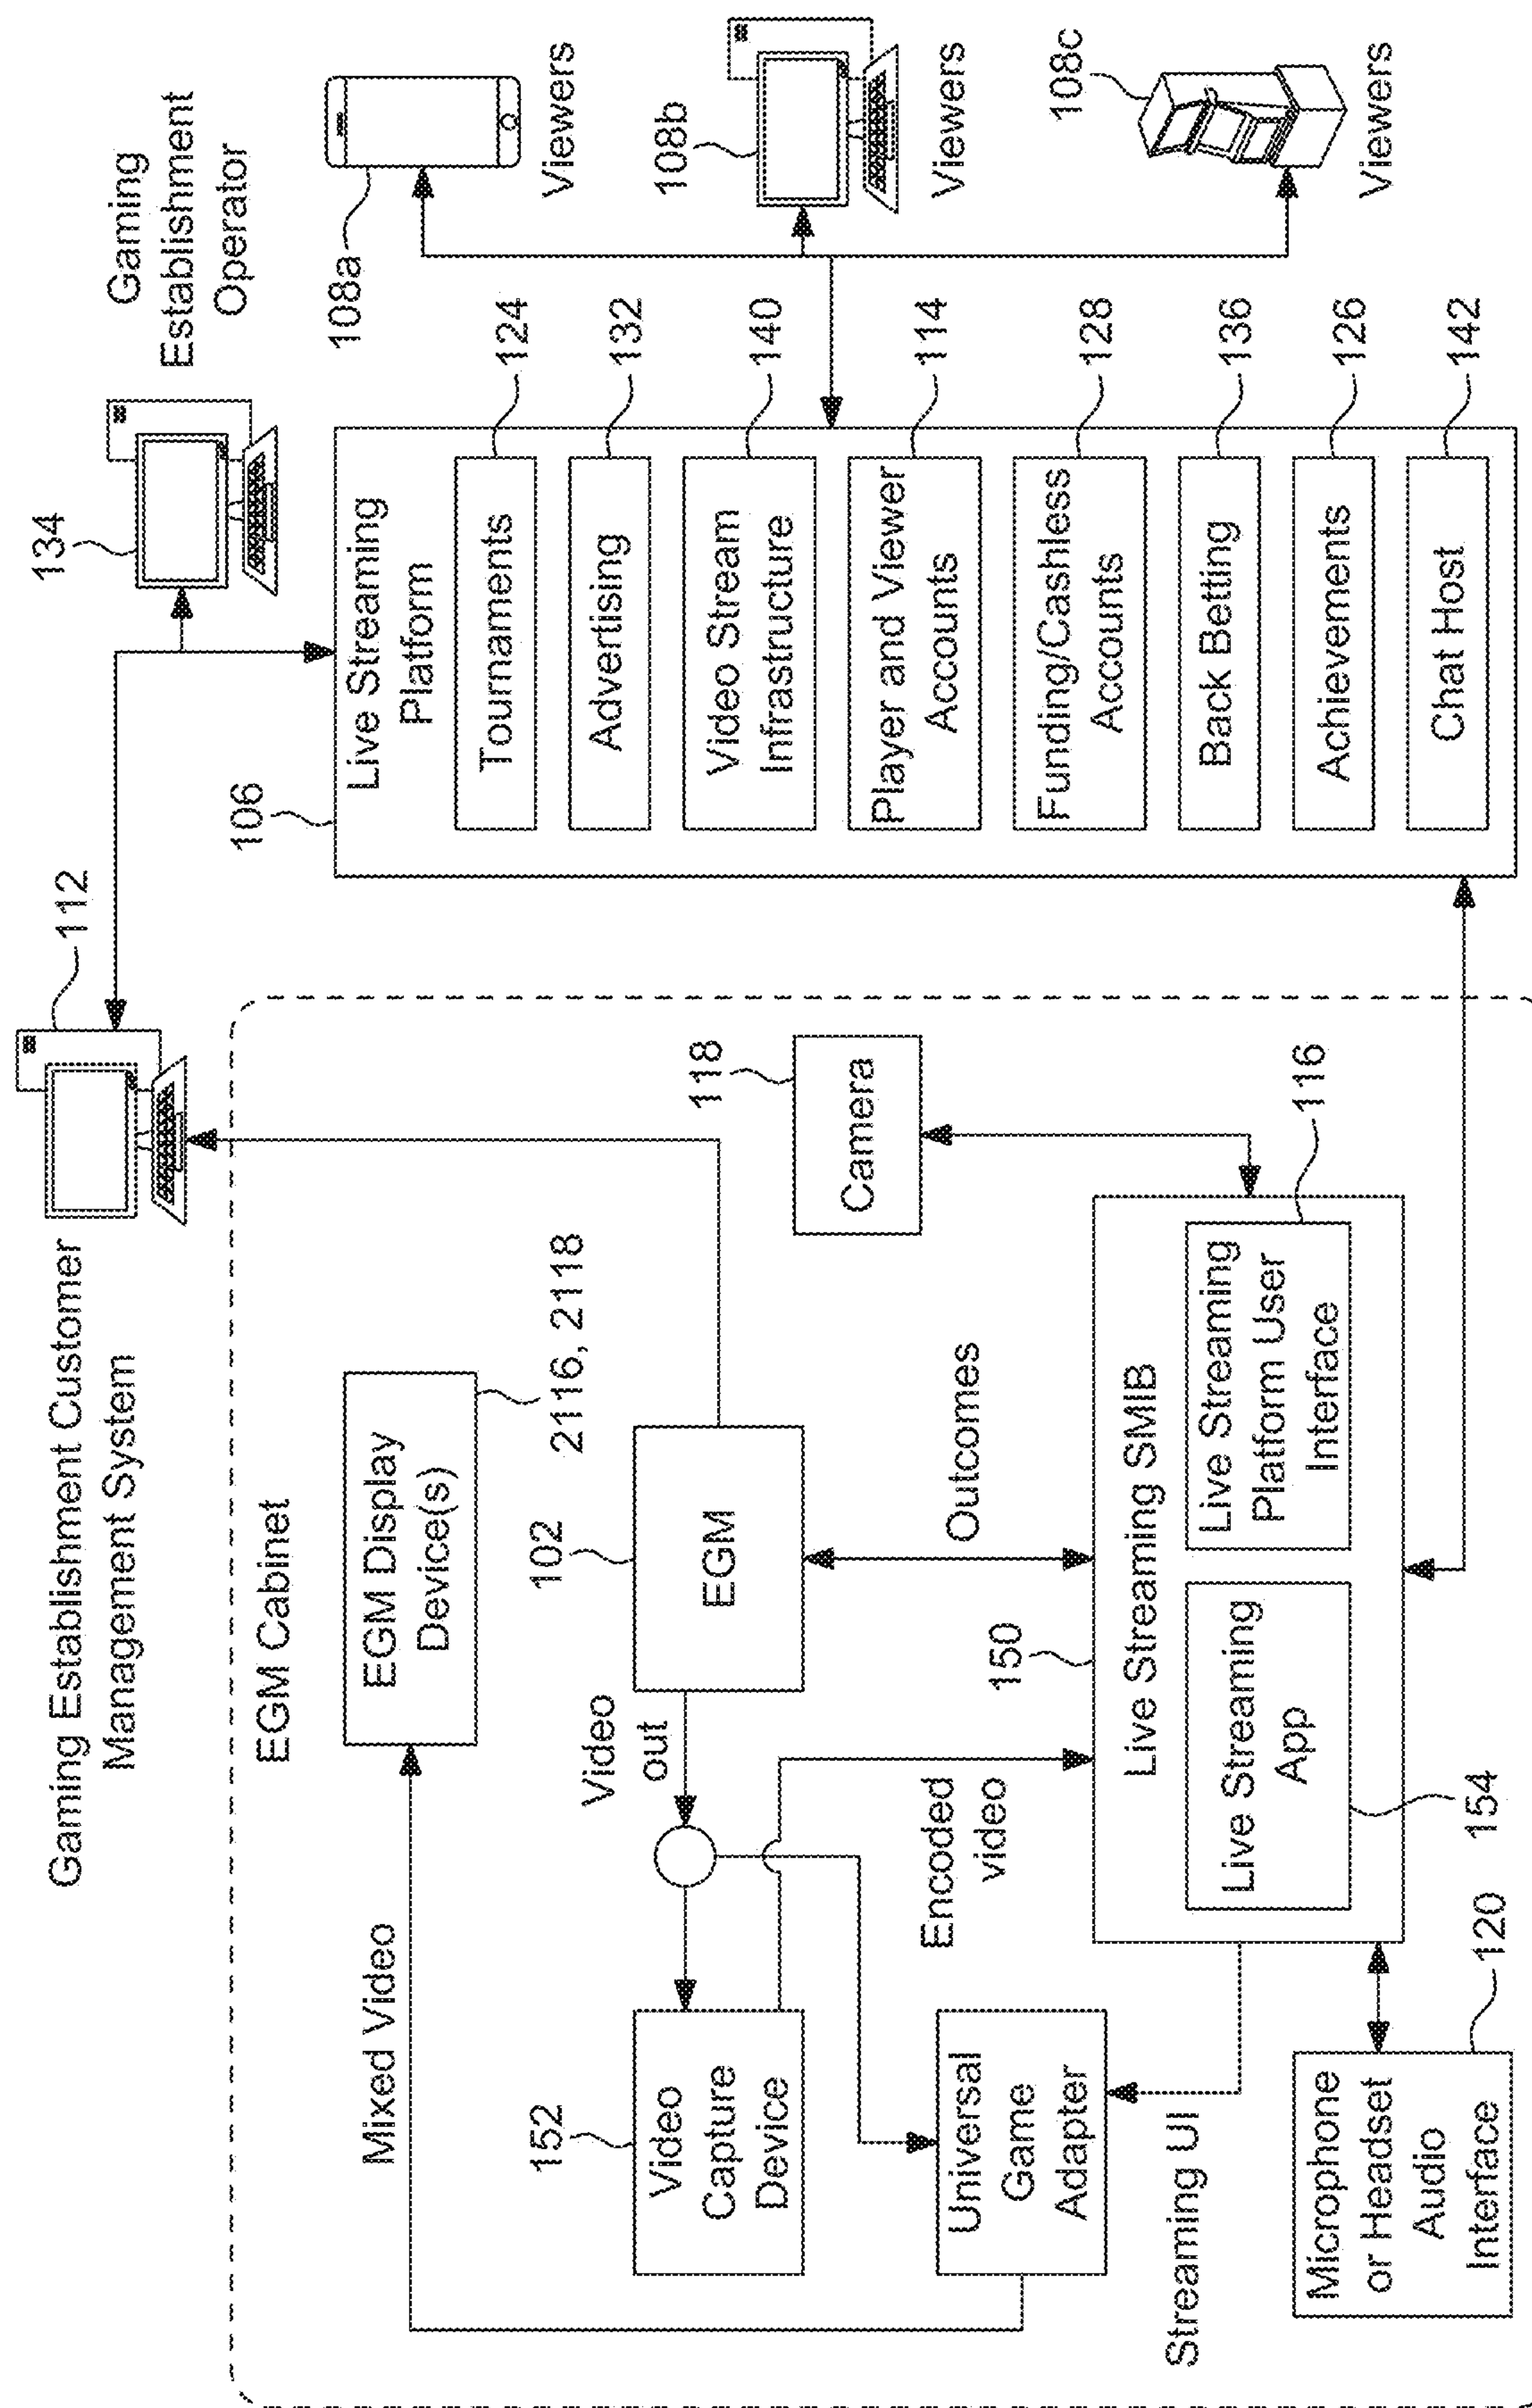 Gaming Establishment Customer
Management System
112
134
Gaming
Establishment
Operator
EGM Cabinet
Mixed Video
EGM Display
Device(s)
2116, 2118
Video
out
102
EGM
152
Video
Capture
Device
118
Camera
Encoded
video
Outcomes
Universal
Game
Adapter
Streaming UI
150
Live Streaming SMIB
Live Streaming
App
154
Live Streaming
Platform User
Interface
116
Microphone
or Headset
Audio
Interface
120
106
Live Streaming
Platform
Tournaments
124
Advertising
132
Video Stream
Infrastructure
140
Player and Viewer
Accounts
114
Funding/Cashless
Accounts
128
Back Betting
136
Achievements
126
Chat Host
142
108a
Viewers
108b
Viewers
108c
Viewers